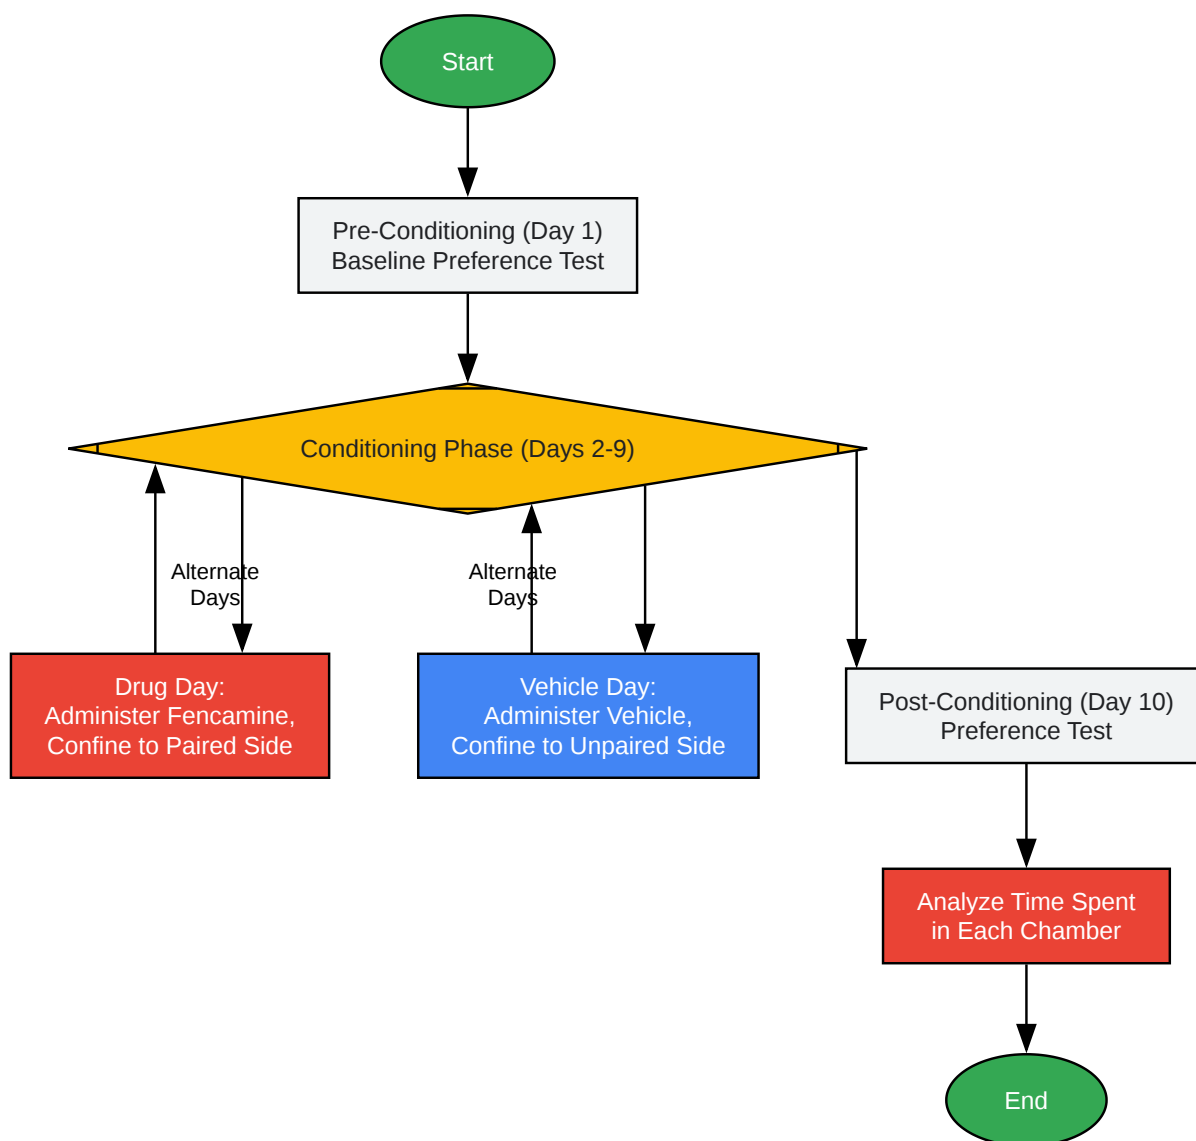 Start
Pre-Conditioning (Day 1)
Baseline Preference Test
Conditioning Phase (Days 2-9)
Alternate
Days
Alternate
Days
Drug Day:
Administer Fencamine,
Confine to Paired Side
Vehicle Day:
Administer Vehicle,
Confine to Unpaired Side
Post-Conditioning (Day 10)
Preference Test
Analyze Time Spent
in Each Chamber
End